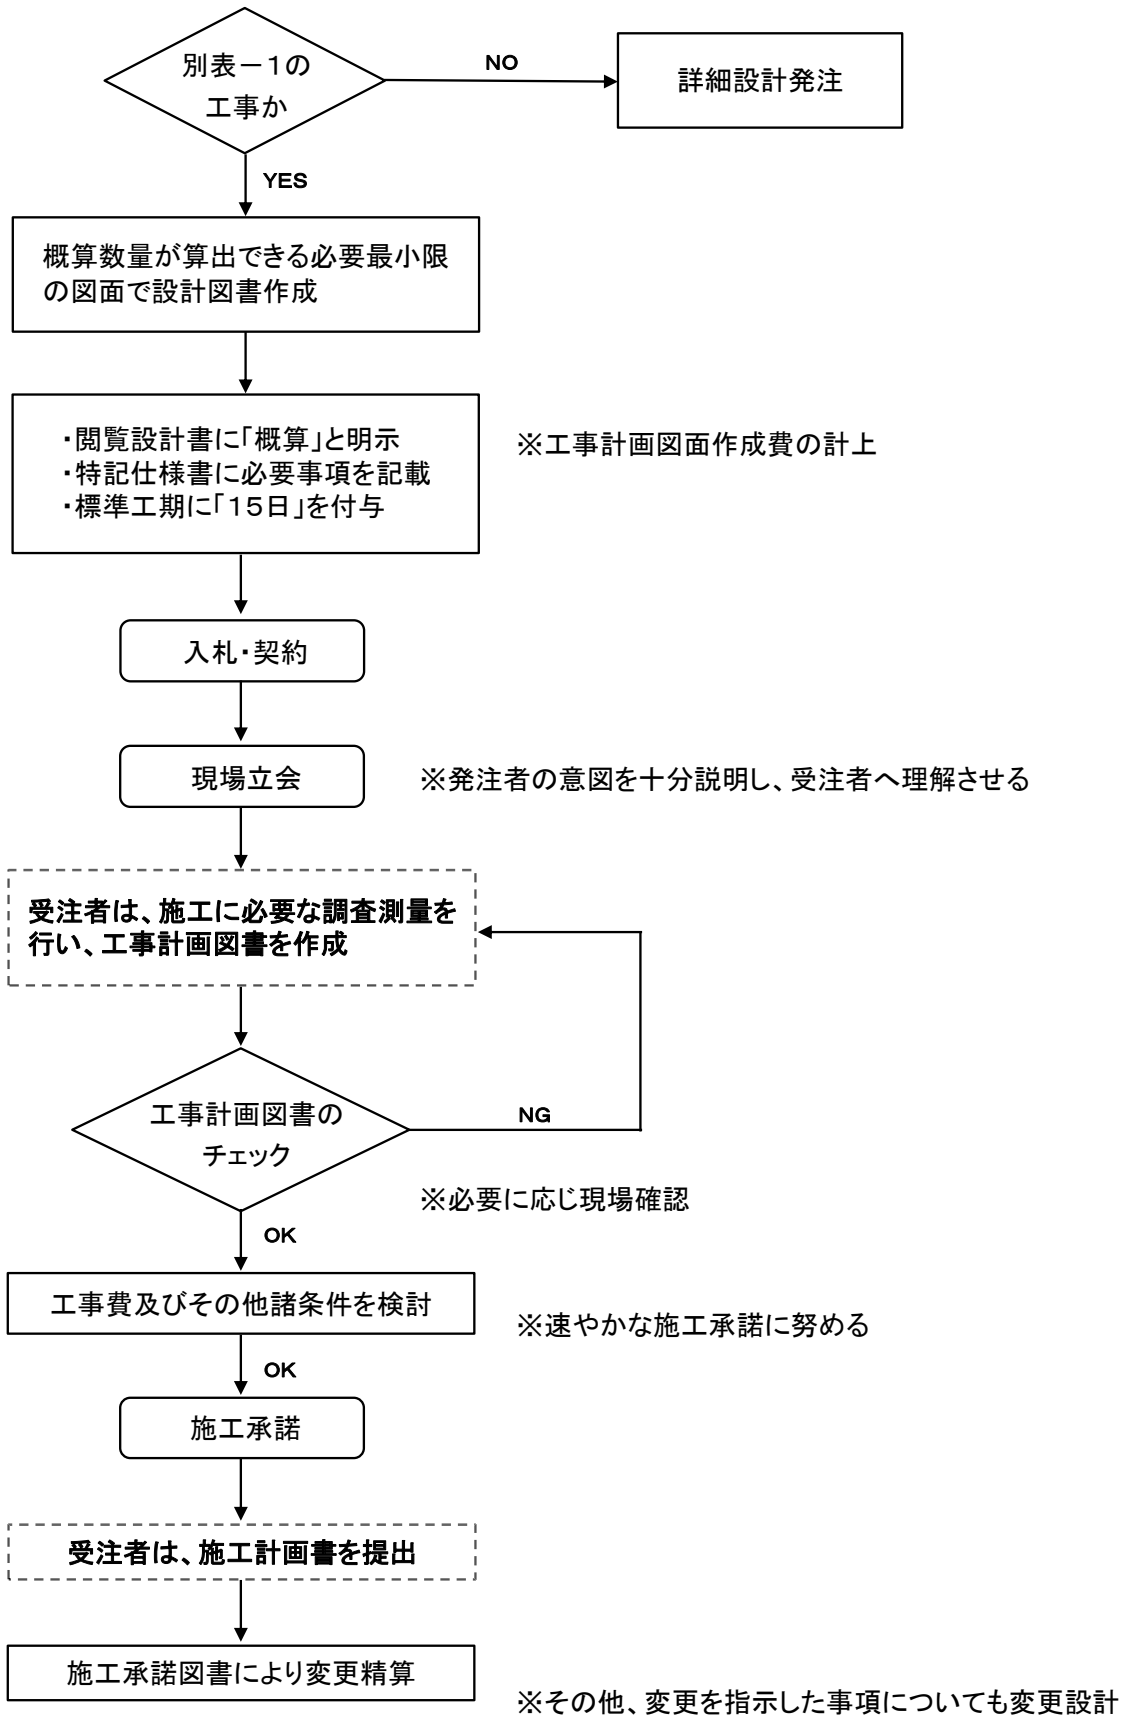 別表－１の
工事か
NO
詳細設計発注
YES
概算数量が算出できる必要最小限
の図面で設計図書作成
・閲覧設計書に「概算」と明示
・特記仕様書に必要事項を記載
・標準工期に「１５日」を付与
※工事計画図面作成費の計上
入札・契約
現場立会
※発注者の意図を十分説明し、受注者へ理解させる
受注者は、施工に必要な調査測量を
行い、工事計画図書を作成
工事計画図書の
チェック
NG
※必要に応じ現場確認
OK
工事費及びその他諸条件を検討
※速やかな施工承諾に努める
OK
施工承諾
受注者は、施工計画書を提出
施工承諾図書により変更精算
※その他、変更を指示した事項についても変更設計